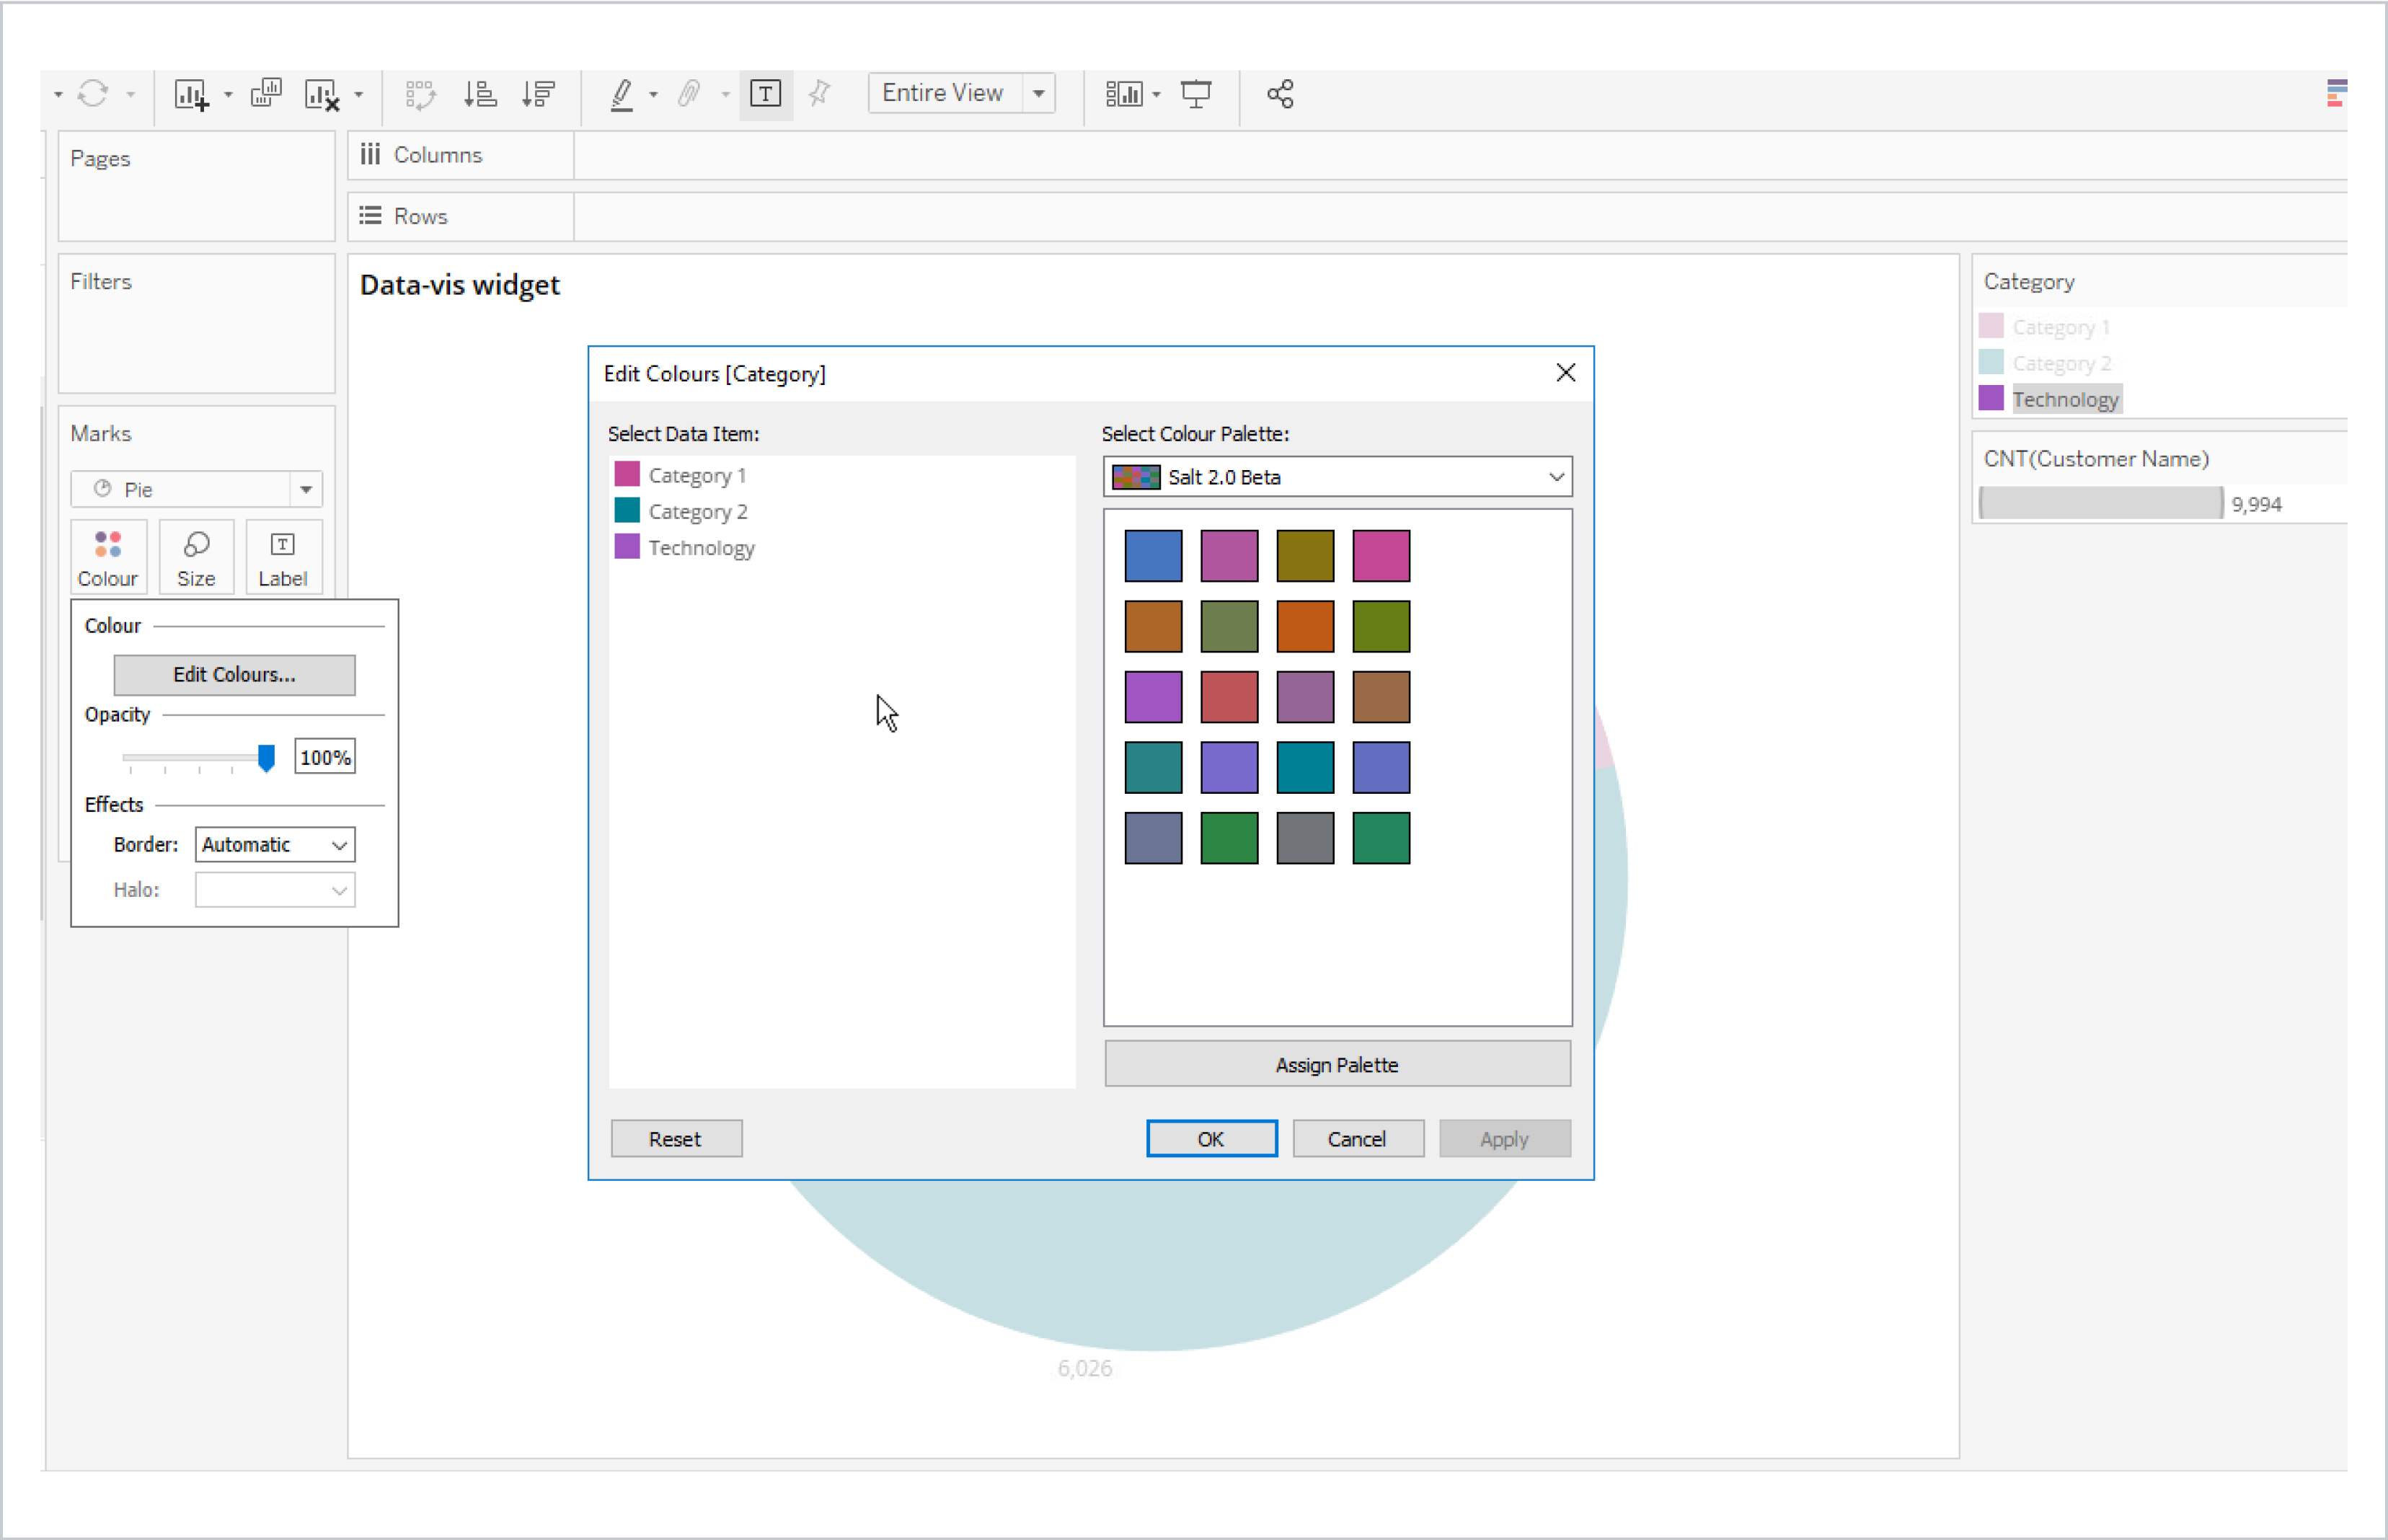 Entire View
Pages
Columns
Rows
Filters
Data-vis widget
Category
Category 1
Category 2
Technology
CNT(Customer Name)
9,994
Marks
Pie
Colour
Size
Label
Colour
Edit Colours...
Opacity
100%
Effects
Border:
Automatic
Halo:
Edit Colours [Category]
Select Data Item:
Category 1
Category 2
Technology
Select Colour Palette:
Salt 2.0 Beta
Assign Palette
Reset
OK
Cancel
Apply
6,026